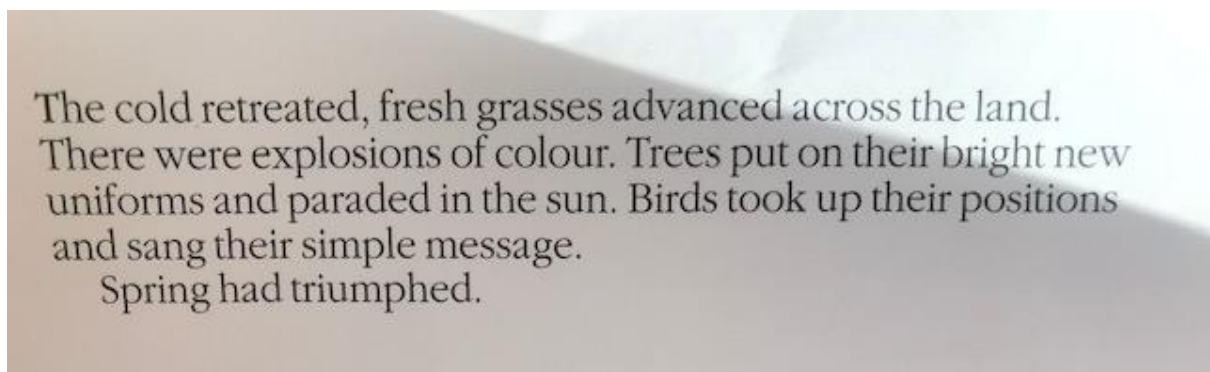 The cold retreated, fresh grasses advanced across the land.
There were explosions of colour. Trees put on their bright new
uniforms and paraded in the sun. Birds took up their positions
and sang their simple message.
Spring had triumphed.